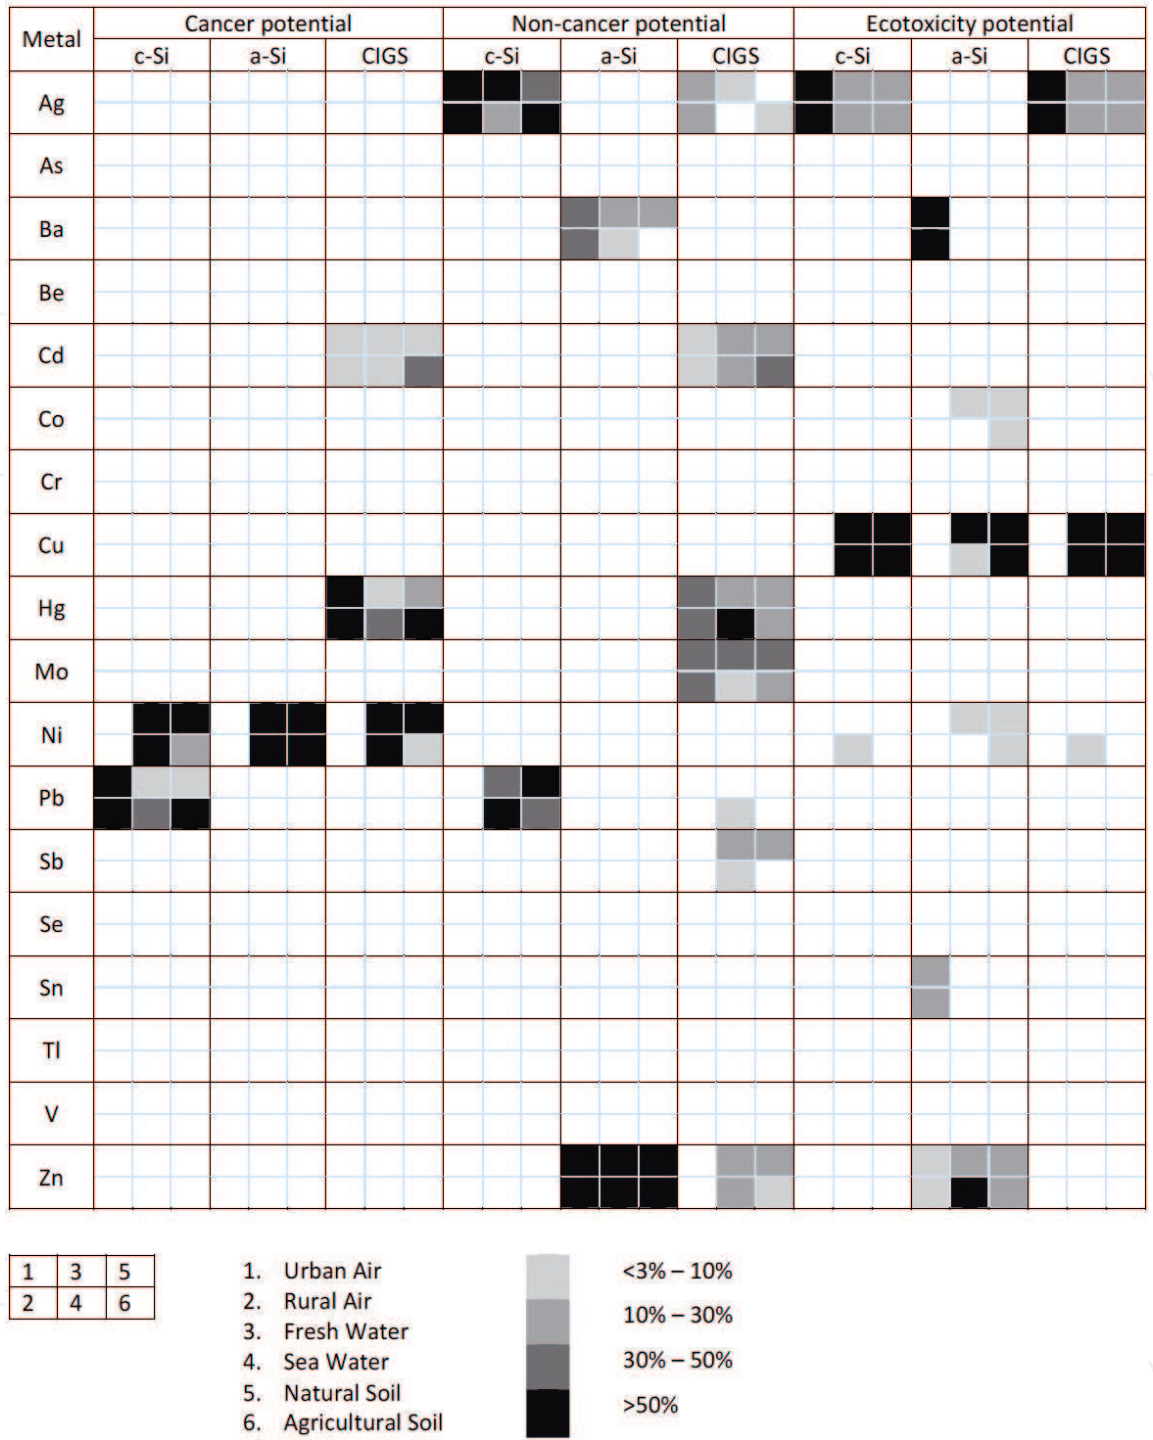 Metal Cancer potential Non-cancer potential Ecotoxicity potential
c-Si a-Si CIGS c-Si a-Si CIGS c-Si a-Si CIGS
Ag
As
Ba
Be
Cd
Co
Cr
Cu
Hg
Mo
Ni
Pb
Sb
Se
Sn
Tl
V
Zn
1 3 5
2 4 6
1. Urban Air
2. Rural Air
3. Fresh Water
4. Sea Water
5. Natural Soil
6. Agricultural Soil
<3% – 10%
10% – 30%
30% – 50%
>50%